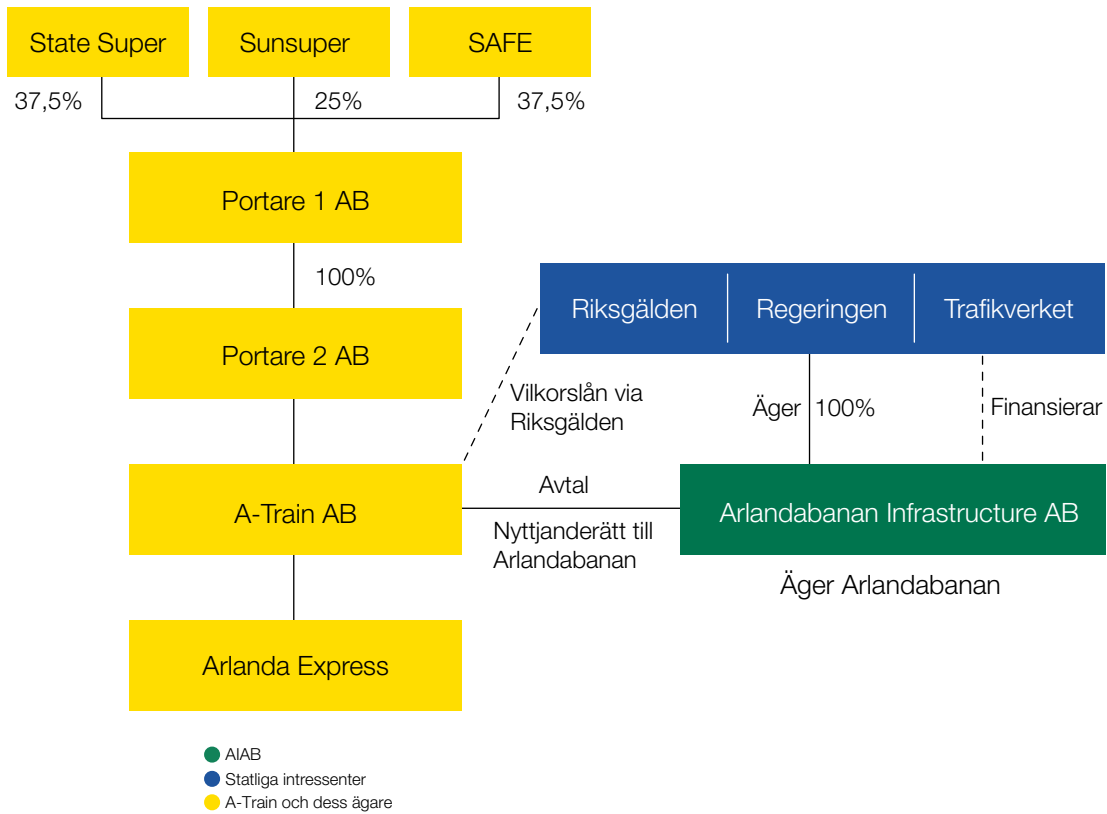 State Super
Sunsuper
SAFE
37,5%
25%
37,5%
Portare 1 AB
100%
Portare 2 AB
Riksgälden
Regeringen
Trafikverket
Vilkorslån via
Riksgälden
Äger
100%
Finansierar
A-Train AB
Avtal
Nyttjanderätt till
Arlandabanan
Arlandabanan Infrastructure AB
Äger Arlandabanan
Arlanda Express
AIAB
Statliga intressenter
A-Train och dess ägare